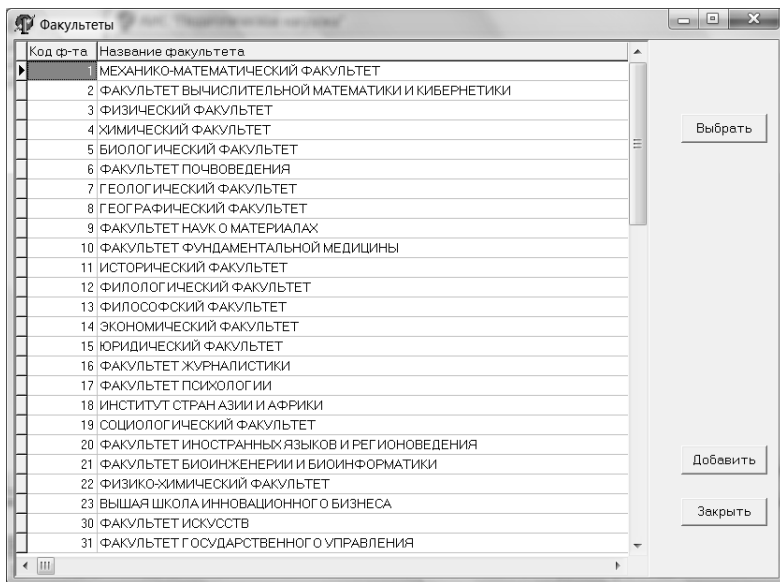 Факультеты
Код ф-та Название факультета
1 МЕХАНИКО-МАТЕМАТИЧЕСКИЙ ФАКУЛЬТЕТ
2 ФАКУЛЬТЕТ ВЫЧИСЛИТЕЛЬНОЙ МАТЕМАТИКИ И КИБЕРНЕТИКИ
3 ФИЗИЧЕСКИЙ ФАКУЛЬТЕТ
4 ХИМИЧЕСКИЙ ФАКУЛЬТЕТ
5 БИОЛОГИЧЕСКИЙ ФАКУЛЬТЕТ
6 ФАКУЛЬТЕТ ПОЧВОВЕДЕНИЯ
7 ГЕОЛОГИЧЕСКИЙ ФАКУЛЬТЕТ
8 ГЕОГРАФИЧЕСКИЙ ФАКУЛЬТЕТ
9 ФАКУЛЬТЕТ НАУК О МАТЕРИАЛАХ
10 ФАКУЛЬТЕТ ФУНДАМЕНТАЛЬНОЙ МЕДИЦИНЫ
11 ИСТОРИЧЕСКИЙ ФАКУЛЬТЕТ
12 ФИЛОЛОГИЧЕСКИЙ ФАКУЛЬТЕТ
13 ФИЛОСОФСКИЙ ФАКУЛЬТЕТ
14 ЭКОНОМИЧЕСКИЙ ФАКУЛЬТЕТ
15 ЮРИДИЧЕСКИЙ ФАКУЛЬТЕТ
16 ФАКУЛЬТЕТ ЖУРНАЛИСТИКИ
17 ФАКУЛЬТЕТ ПСИХОЛОГИИ
18 ИНСТИТУТ СТРАН АЗИИ И АФРИКИ
19 СОЦИОЛОГИЧЕСКИЙ ФАКУЛЬТЕТ
20 ФАКУЛЬТЕТ ИНОСТРАННЫХ ЯЗЫКОВ И РЕГИОНОВЕДЕНИЯ
21 ФАКУЛЬТЕТ БИОИНЖЕНЕРИИ И БИОИНФОРМАТИКИ
22 ФИЗИКО-ХИМИЧЕСКИЙ ФАКУЛЬТЕТ
23 ВЫШАЯ ШКОЛА ИННОВАЦИОННОГО БИЗНЕСА
30 ФАКУЛЬТЕТ ИСКУССТВ
31 ФАКУЛЬТЕТ ГОСУДАРСТВЕННОГО УПРАВЛЕНИЯ
Выбрать
Добавить
Закрыть